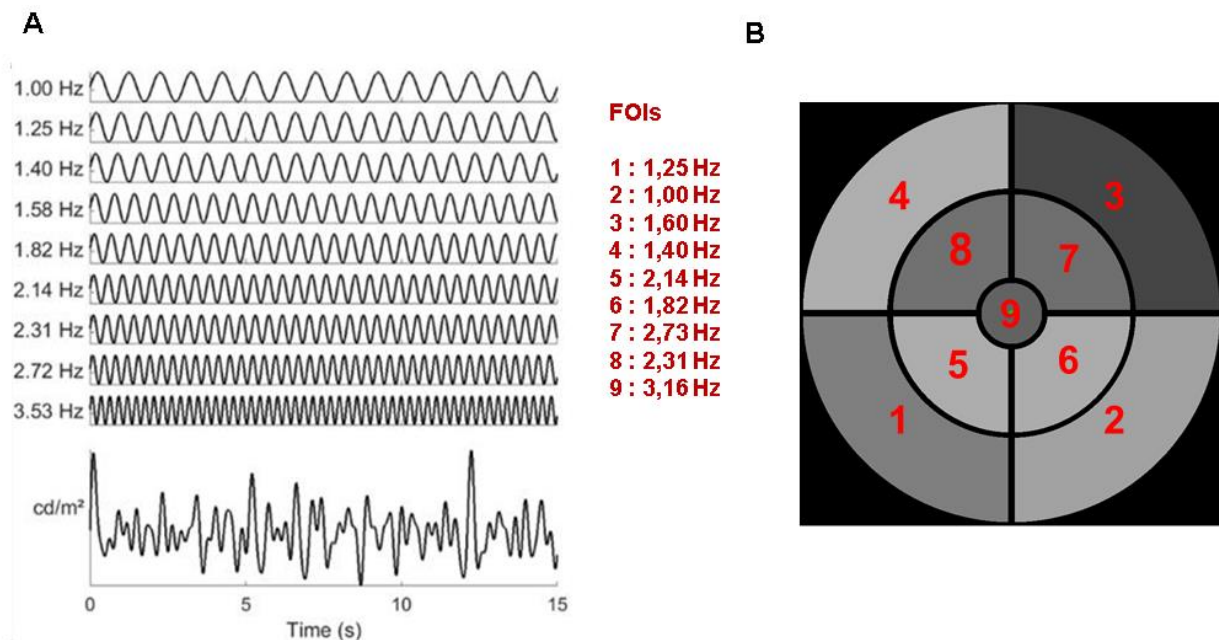 A
1.00 Hz
1.25 Hz
1.40 Hz
1.58 Hz
1.82 Hz
2.14 Hz
2.31 Hz
2.72 Hz
3.53 Hz
cd/m²
0 5 10 15
Time (s)
FOIs
1 : 1,25 Hz
2 : 1,00 Hz
3 : 1,60 Hz
4 : 1,40 Hz
5 : 2,14 Hz
6 : 1,82 Hz
7 : 2,73 Hz
8 : 2,31 Hz
9 : 3,16 Hz
B
4 3
8 7
9
5 6
1 2